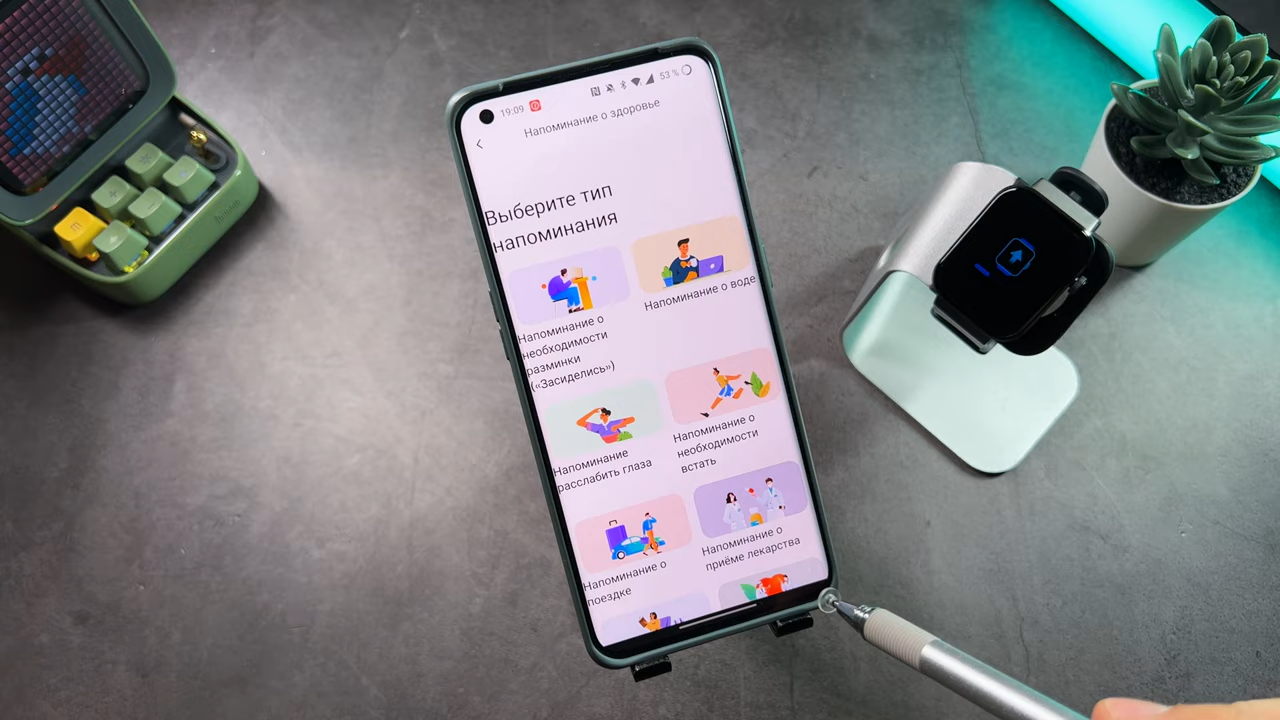 19:09
53 %
Напоминание о здоровье
Выберите тип
напоминания
Напоминание о
необходимости
разминки
(«Засиделись»)
Напоминание о воде
Напоминание
расслабить глаза
Напоминание о
необходимости
встать
Напоминание о
поездке
Напоминание о
приёме лекарства